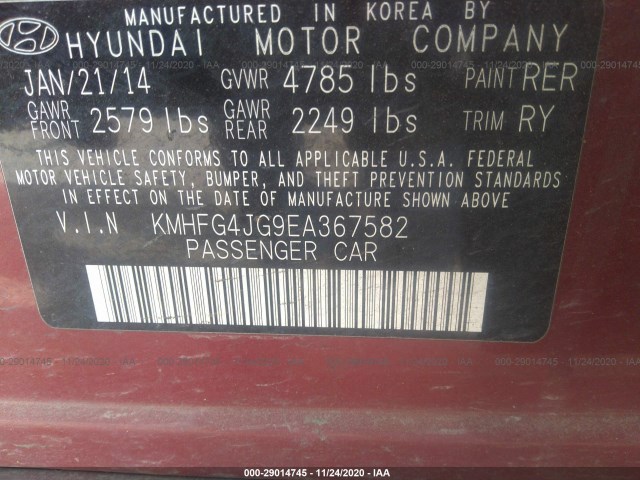 MANUFACTURED IN KOREA BY
HYUNDAI MOTOR COMPANY
JAN/21/14 GVWR 4785 lbs PAINT RER
GAWR FRONT 2579 lbs GAWR REAR 2249 lbs TRIM RY
THIS VEHICLE CONFORMS TO ALL APPLICABLE U.S.A. FEDERAL
MOTOR VEHICLE SAFETY, BUMPER, AND THEFT PREVENTION STANDARDS
IN EFFECT ON THE DATE OF MANUFACTURE SHOWN ABOVE
V.I.N KMHFG4JG9EA367582
PASSENGER CAR
000-29014745 - 11/24/2020 - IAA